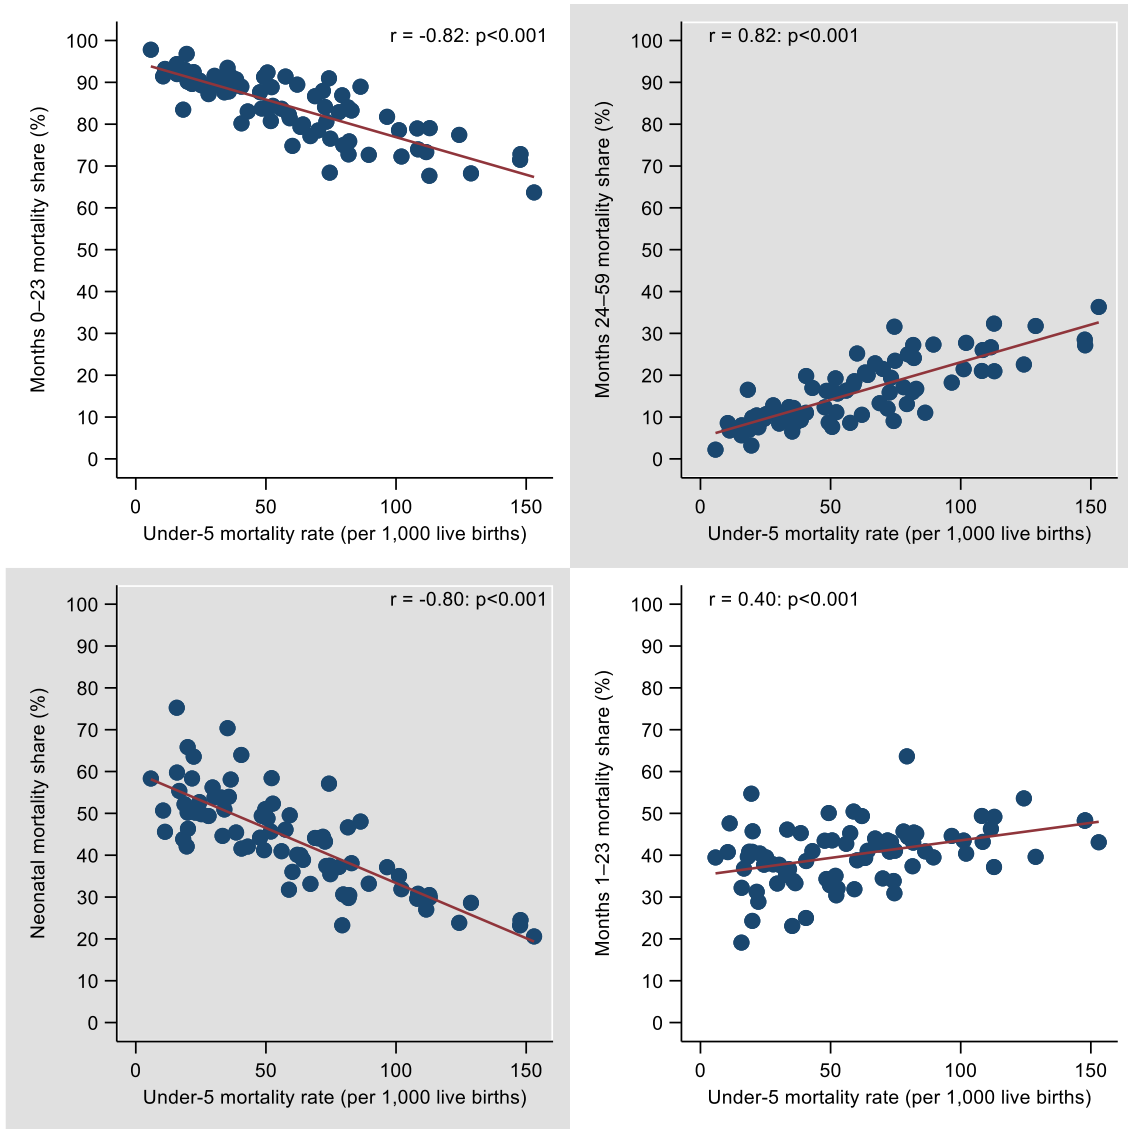 r = -0.82: p<0.001
Months 0–23 mortality share (%)
100
90
80
70
60
50
40
30
20
10
0
0 50 100 150
Under-5 mortality rate (per 1,000 live births)
r = 0.82: p<0.001
Months 24–59 mortality share (%)
100
90
80
70
60
50
40
30
20
10
0
0 50 100 150
Under-5 mortality rate (per 1,000 live births)
r = -0.80: p<0.001
Neonatal mortality share (%)
100
90
80
70
60
50
40
30
20
10
0
0 50 100 150
Under-5 mortality rate (per 1,000 live births)
r = 0.40: p<0.001
Months 1–23 mortality share (%)
100
90
80
70
60
50
40
30
20
10
0
0 50 100 150
Under-5 mortality rate (per 1,000 live births)